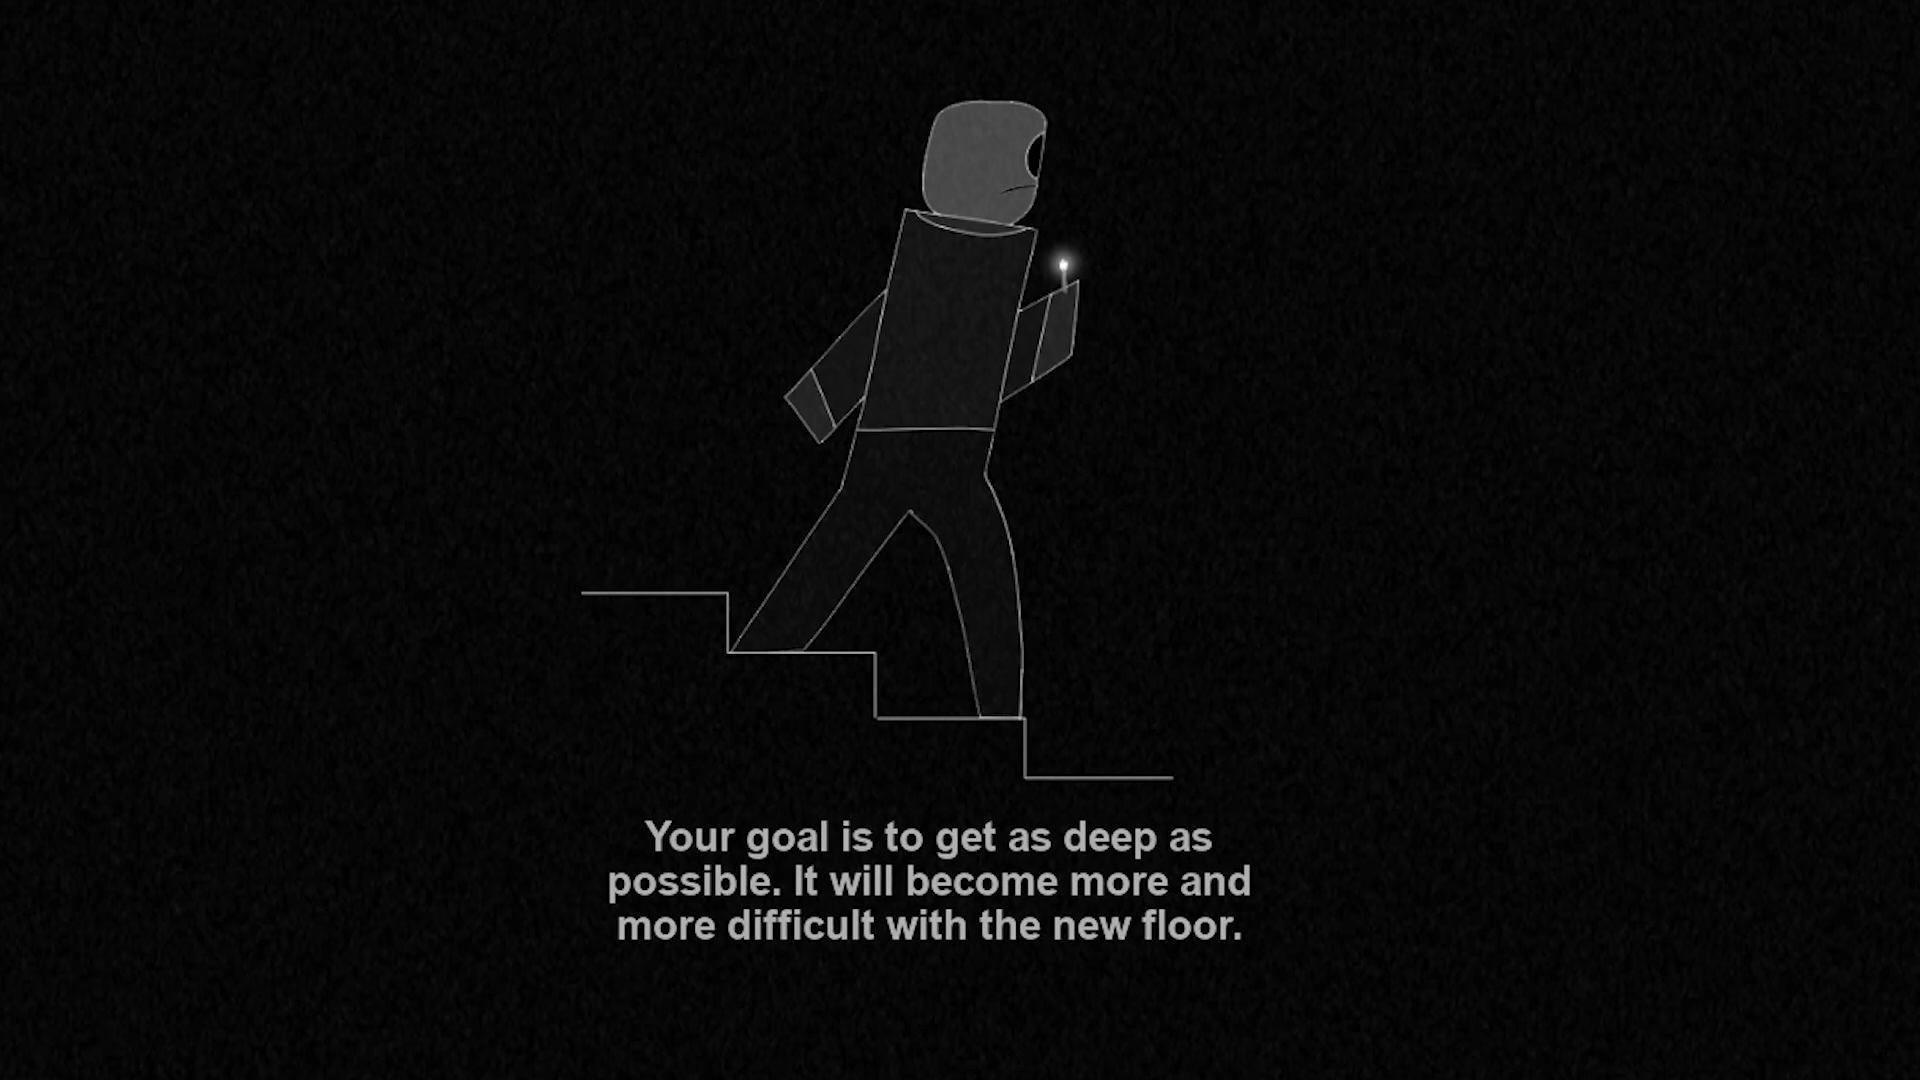 Your goal is to get as deep as
possible. It will become more and
more difficult with the new floor.